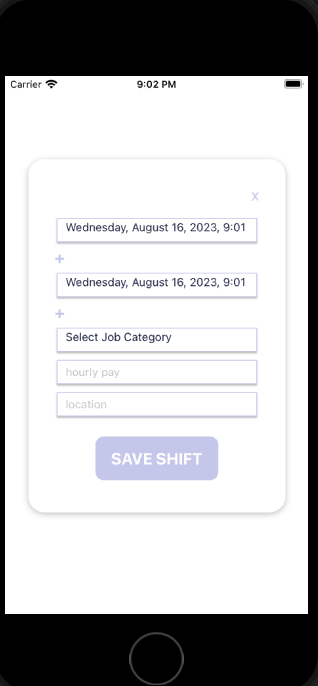 Carrier
9:02 PM
X
Wednesday, August 16, 2023, 9:01
+
Wednesday, August 16, 2023, 9:01
+
Select Job Category
hourly pay
location
SAVE SHIFT